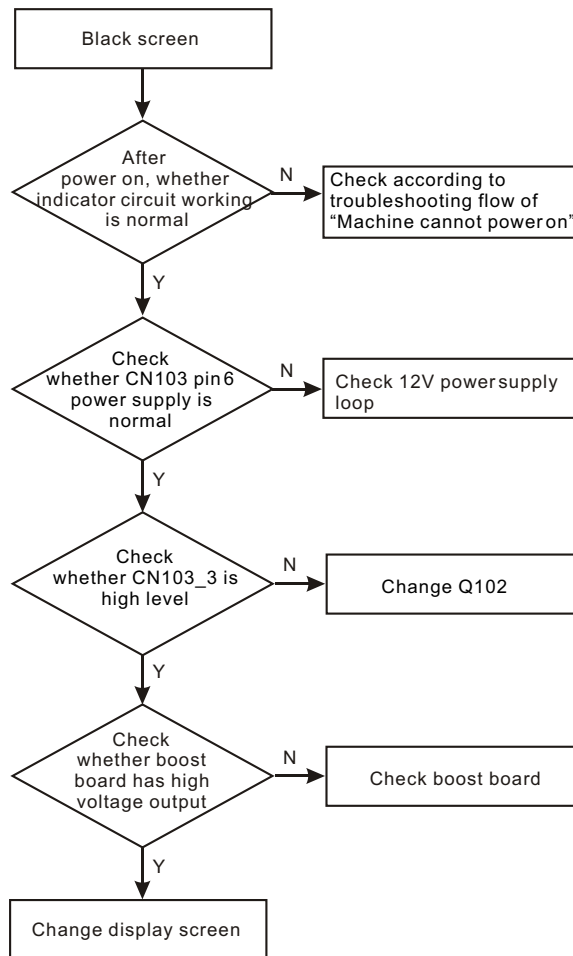 Black screen
After
power on, whether
indicator circuit working
is normal
N
Check according to
troubleshooting flow of
“Machine cannot power on”
Y
Check
whether CN103 pin 6
power supply is
normal
N
Check 12V power supply
loop
Y
Check
whether CN103_3 is
high level
N
Change Q102
Y
Check
whether boost
board has high
voltage output
N
Check boost board
Y
Change display screen